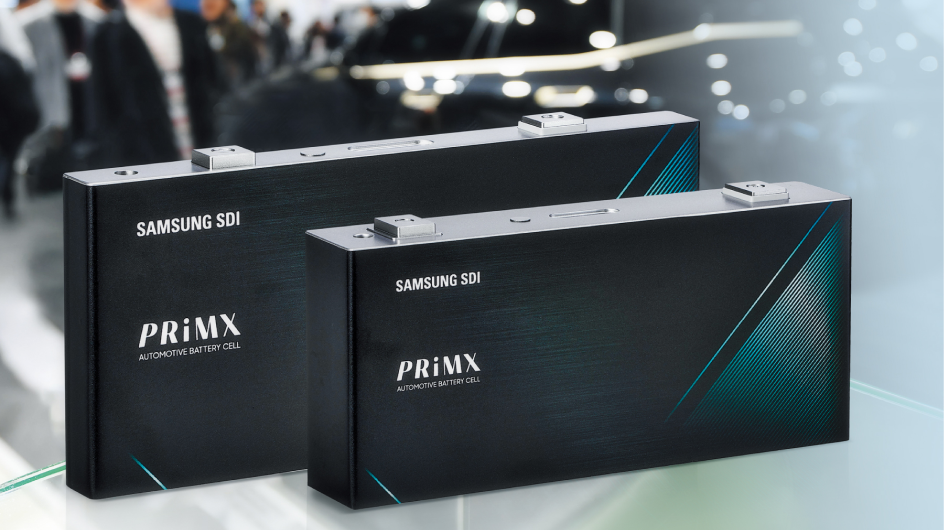 SAMSUNG SDI
PRiMX
AUTOMOTIVE BATTERY CELL
SAMSUNG SDI
PRiMX
AUTOMOTIVE BATTERY CELL